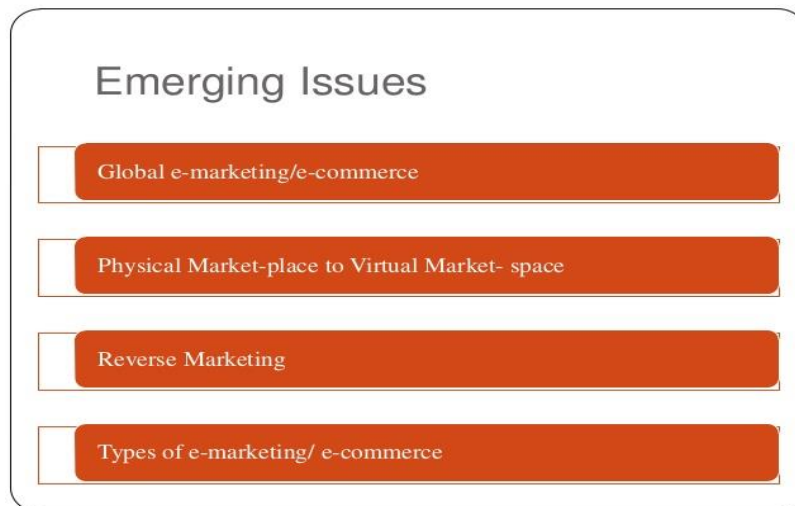 Emerging Issues
Global e-marketing/e-commerce
Physical Market-place to Virtual Market- space
Reverse Marketing
Types of e-marketing/ e-commerce